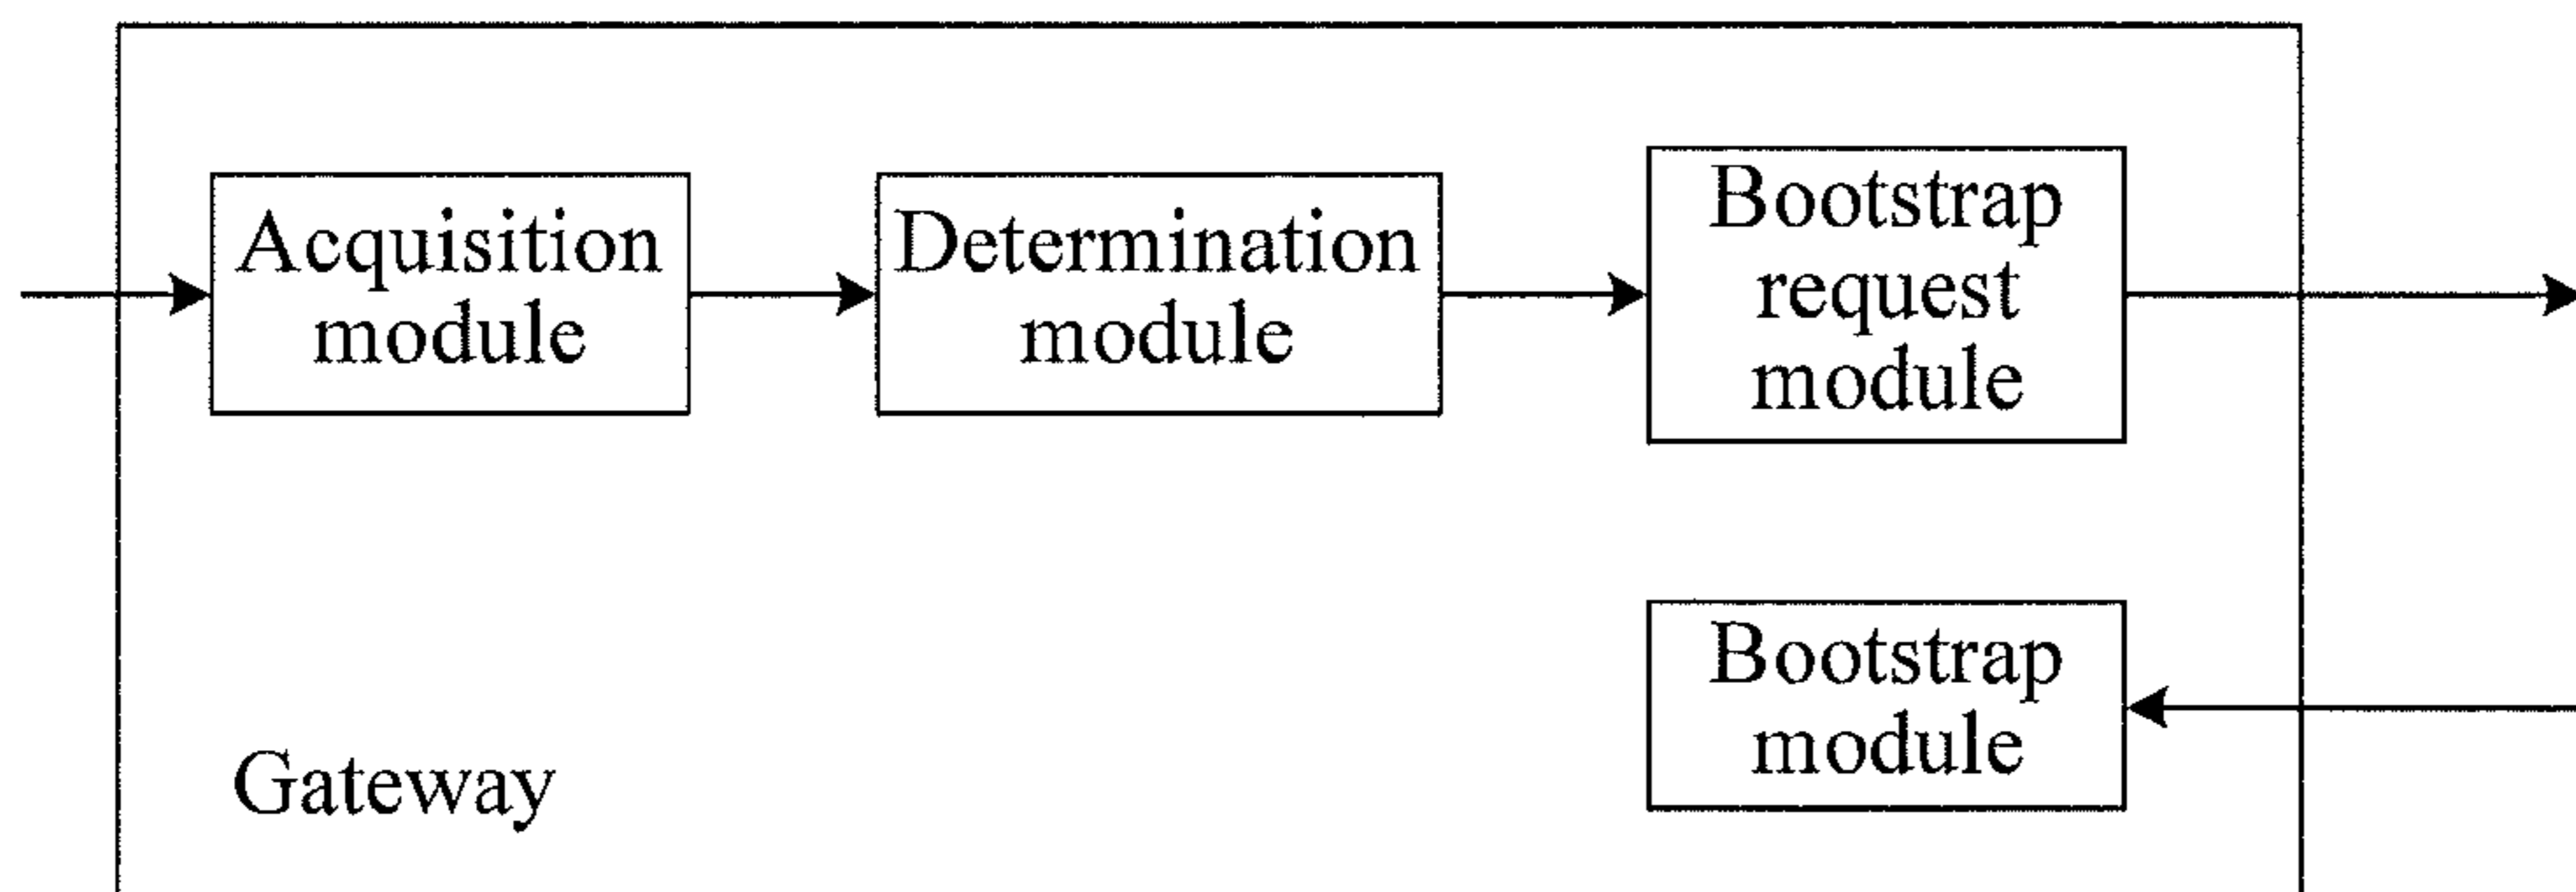 Acquisition
module
Determination
module
Bootstrap
request
module
Bootstrap
module
Gateway